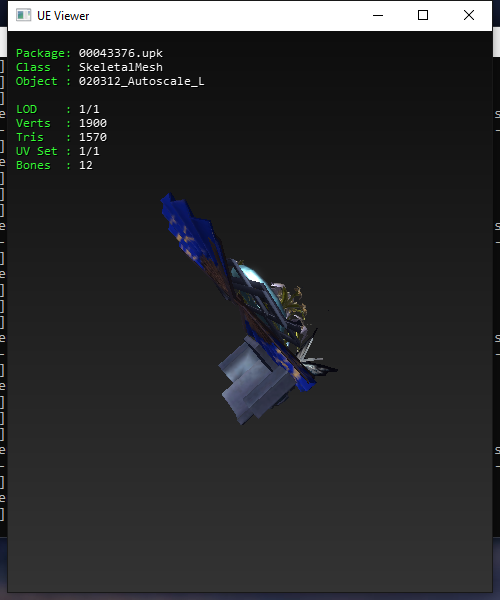 UE Viewer
Package: 00043376.upk
Class : SkeletalMesh
Object : 020312_Autoscale_L
LOD : 1/1
Verts : 1900
Tris : 1570
UV Set : 1/1
Bones : 12